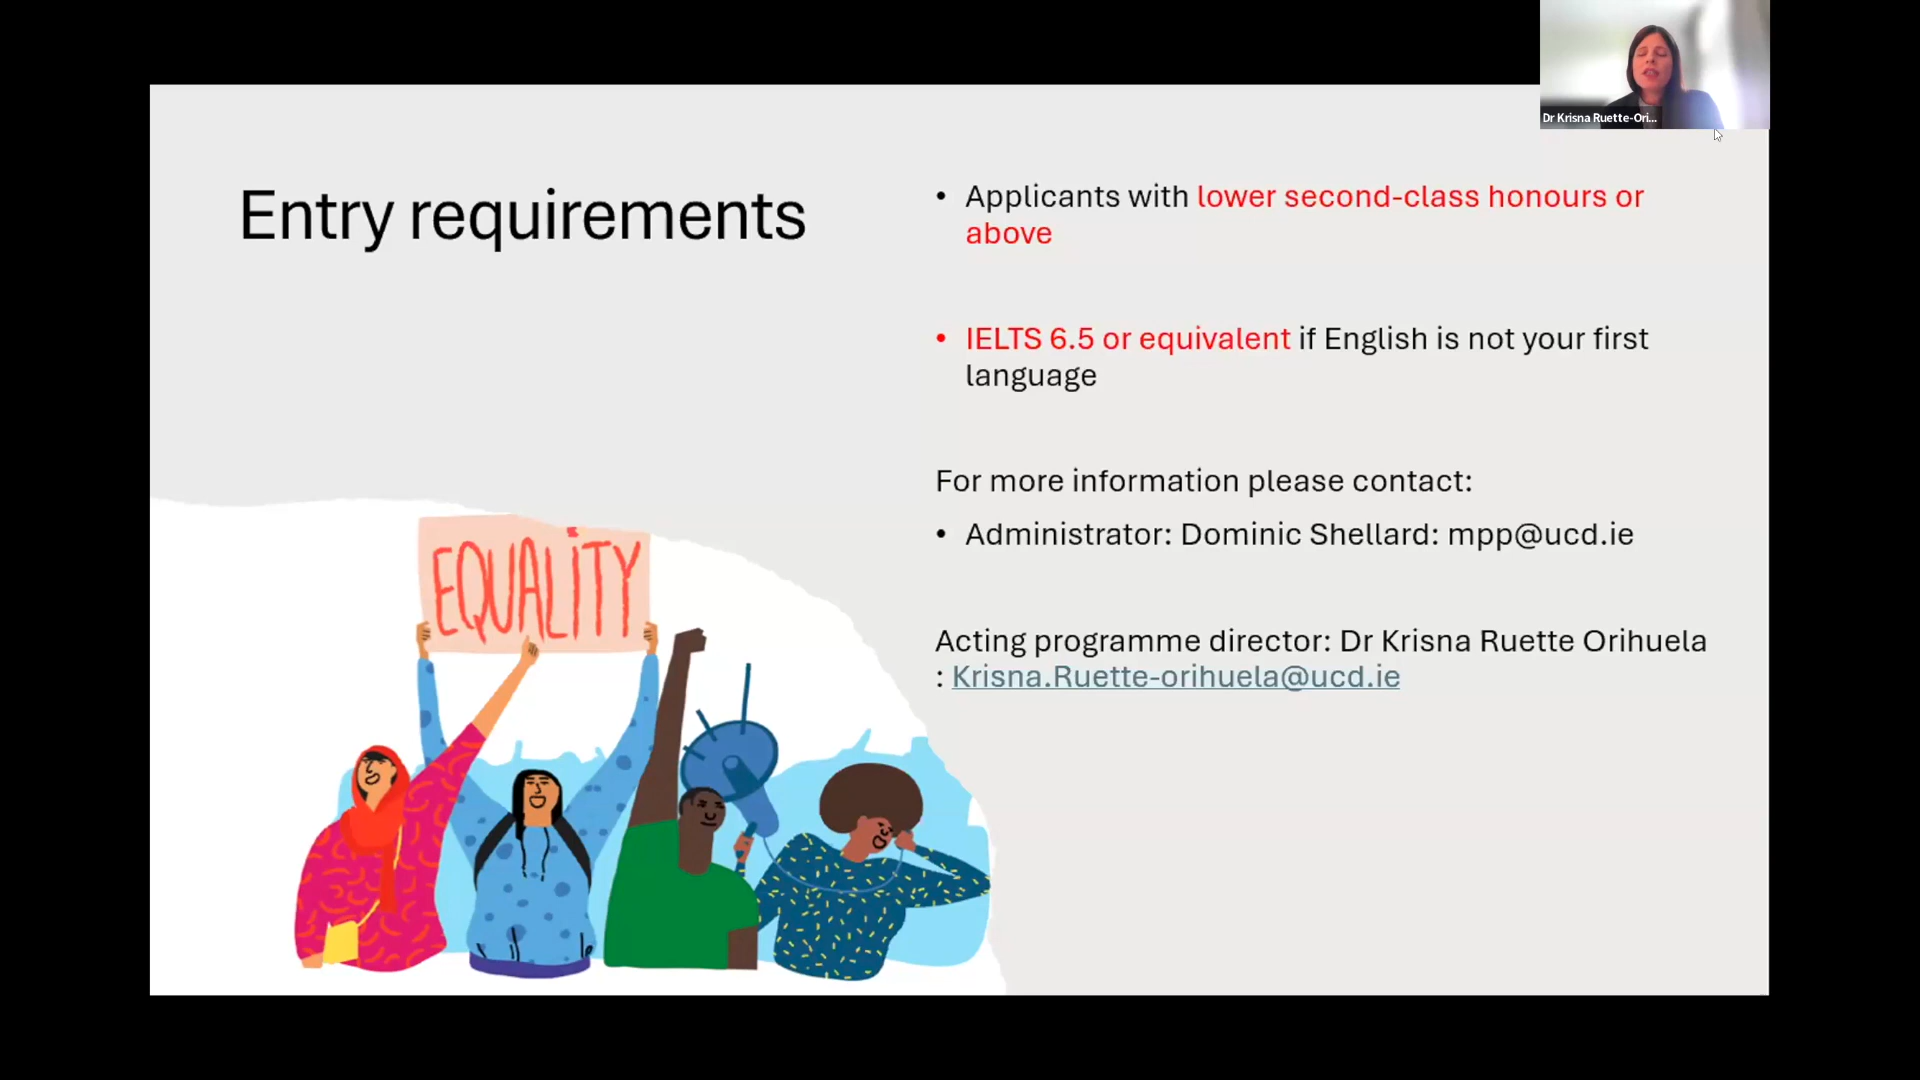 Dr Krisna Ruette-Ori...
Entry requirements
• Applicants with lower second-class honours or
above
• IELTS 6.5 or equivalent if English is not your first
language
For more information please contact:
• Administrator: Dominic Shellard: mpp@ucd.ie
Acting programme director: Dr Krisna Ruette Orihuela
: Krisna.Ruette-orihuela@ucd.ie
EQUALiTY